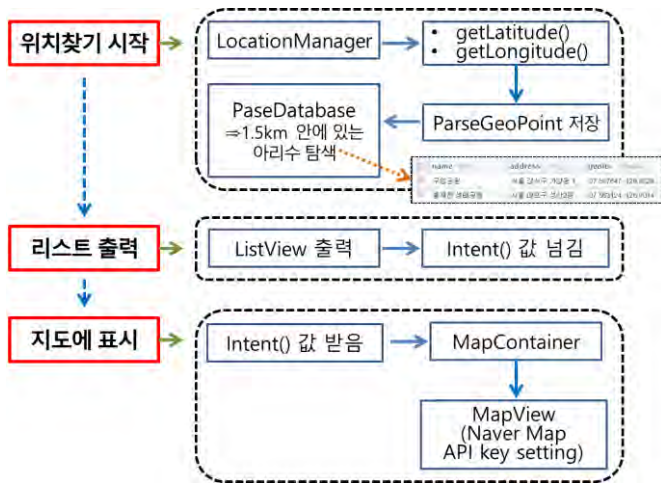 위치찾기 시작
LocationManager
• getLatitude()
• getLongitude()
PaseDatabase
⇒1.5km 안에 있는
아리수 탐색
ParseGeoPoint 저장
name address
리스트 출력
ListView 출력
Intent() 값 넘김
지도에 표시
Intent() 값 받음
MapContainer
MapView
(Naver Map
API key setting)